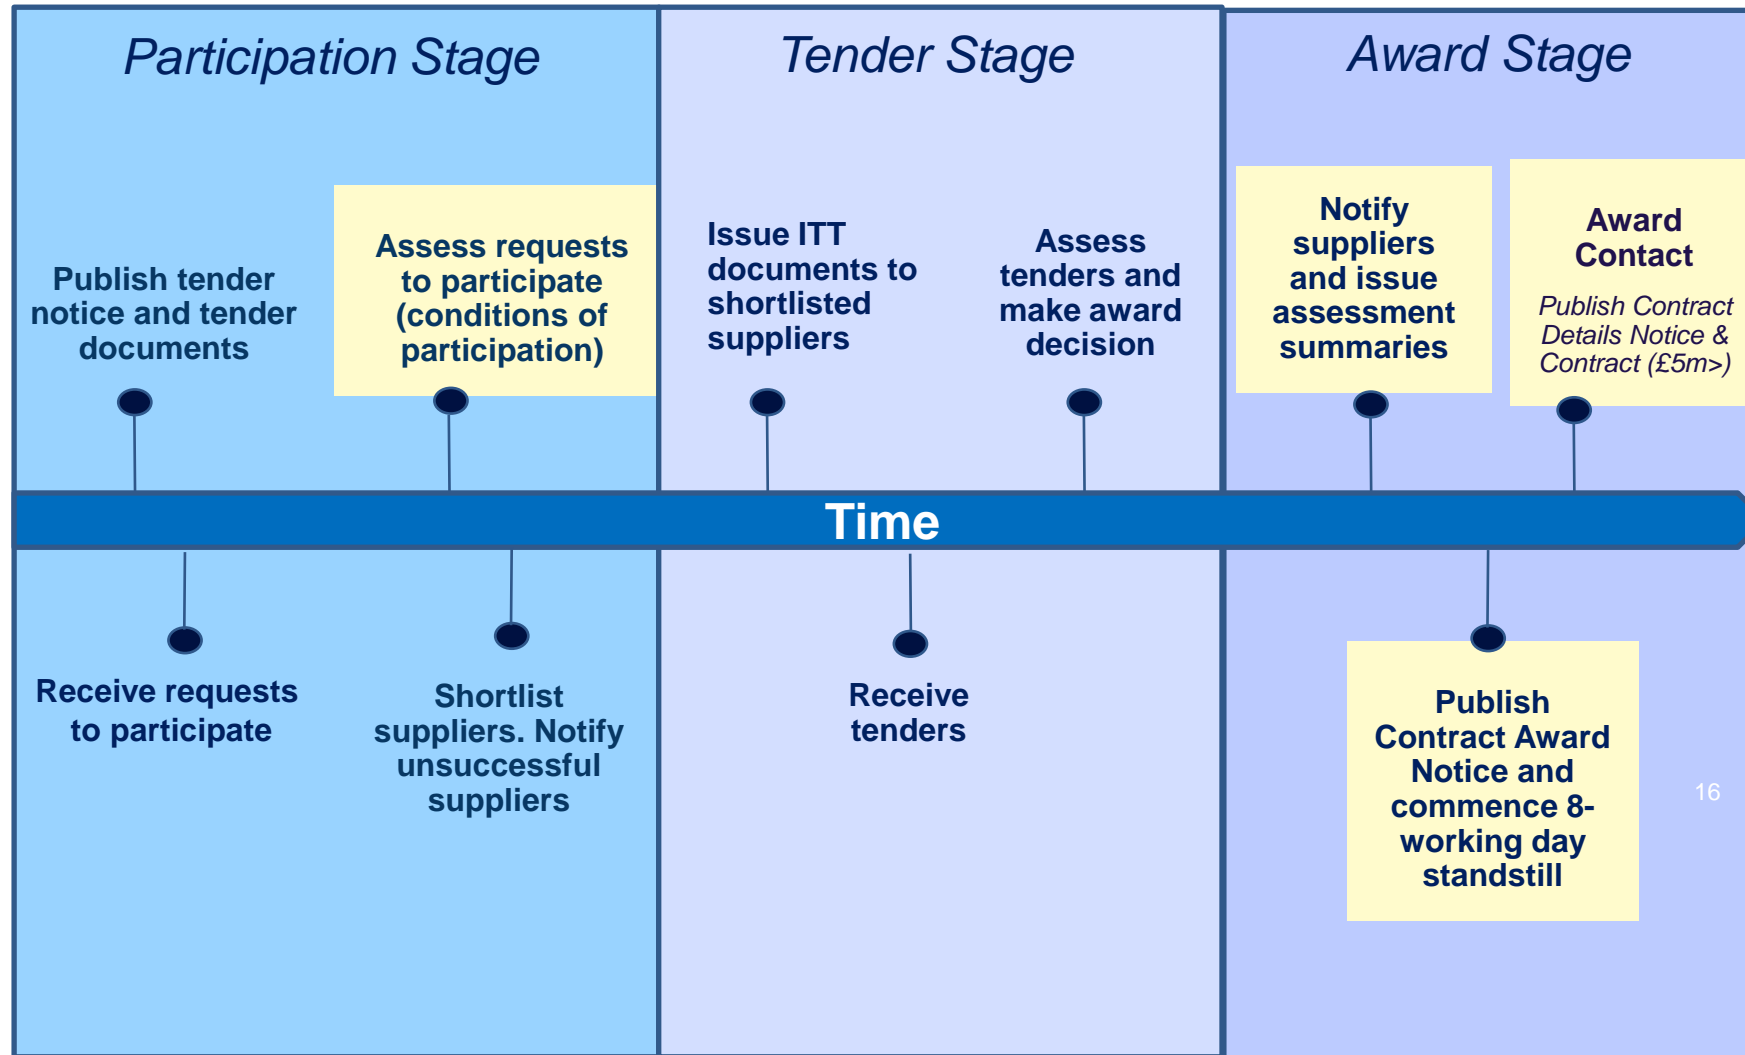 Participation Stage
Tender Stage
Award Stage
Publish tender
notice and tender
documents
Assess requests
to participate
(conditions of
participation)
Issue ITT
documents to
shortlisted
suppliers
Assess
tenders and
make award
decision
Notify
suppliers
and issue
assessment
summaries
Award
Contact
Publish Contract
Details Notice &
Contract (£5m>)
Time
Receive requests
to participate
Shortlist
suppliers. Notify
unsuccessful
suppliers
Receive
tenders
Publish
Contract Award
Notice and
commence 8-
working day
standstill
16